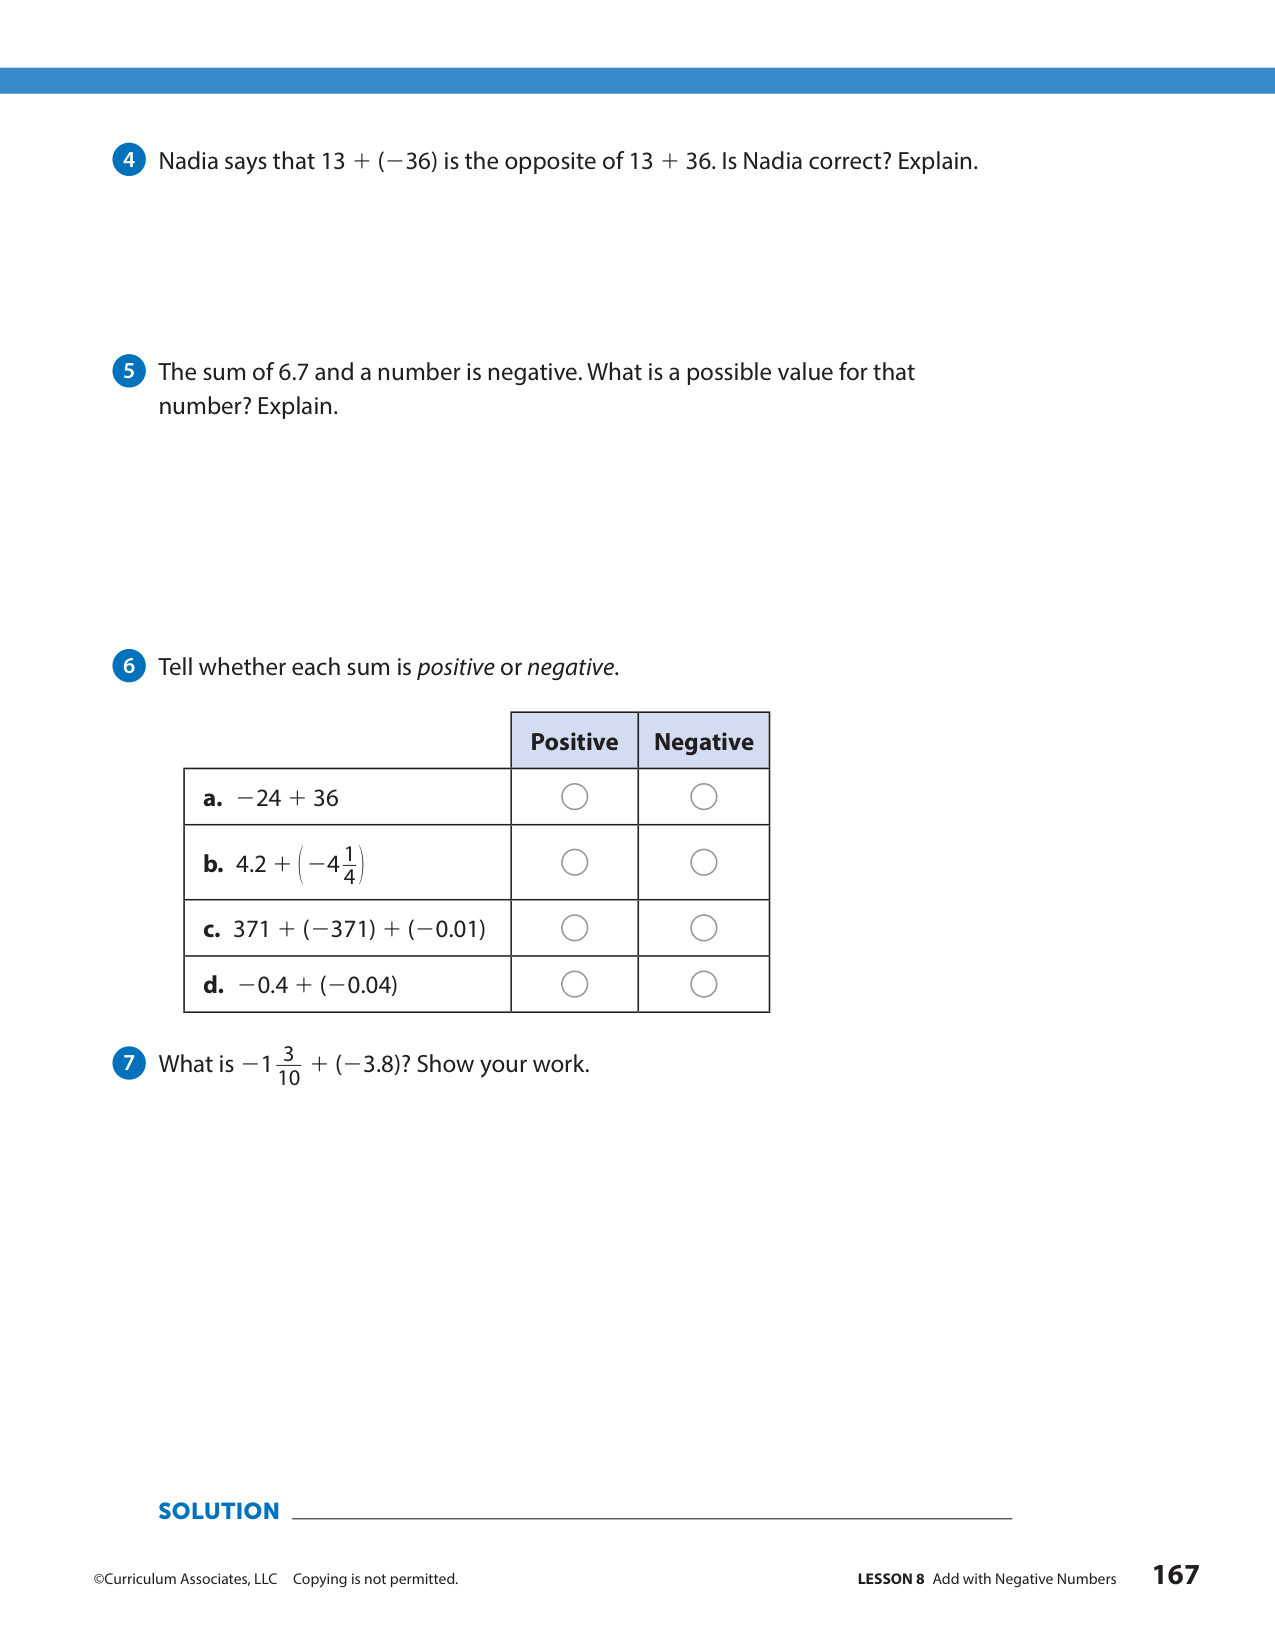 4 Nadia says that 13 + (−36) is the opposite of 13 + 36. Is Nadia correct? Explain.
5 The sum of 6.7 and a number is negative. What is a possible value for that
number? Explain.
6 Tell whether each sum is positive or negative.
Positive Negative
a. −24 + 36
b. 4.2 + (−4 1/4)
c. 371 + (−371) + (−0.01)
d. −0.4 + (−0.04)
7 What is −1 3/10 + (−3.8)? Show your work.
SOLUTION
©Curriculum Associates, LLC Copying is not permitted. LESSON 8 Add with Negative Numbers 167